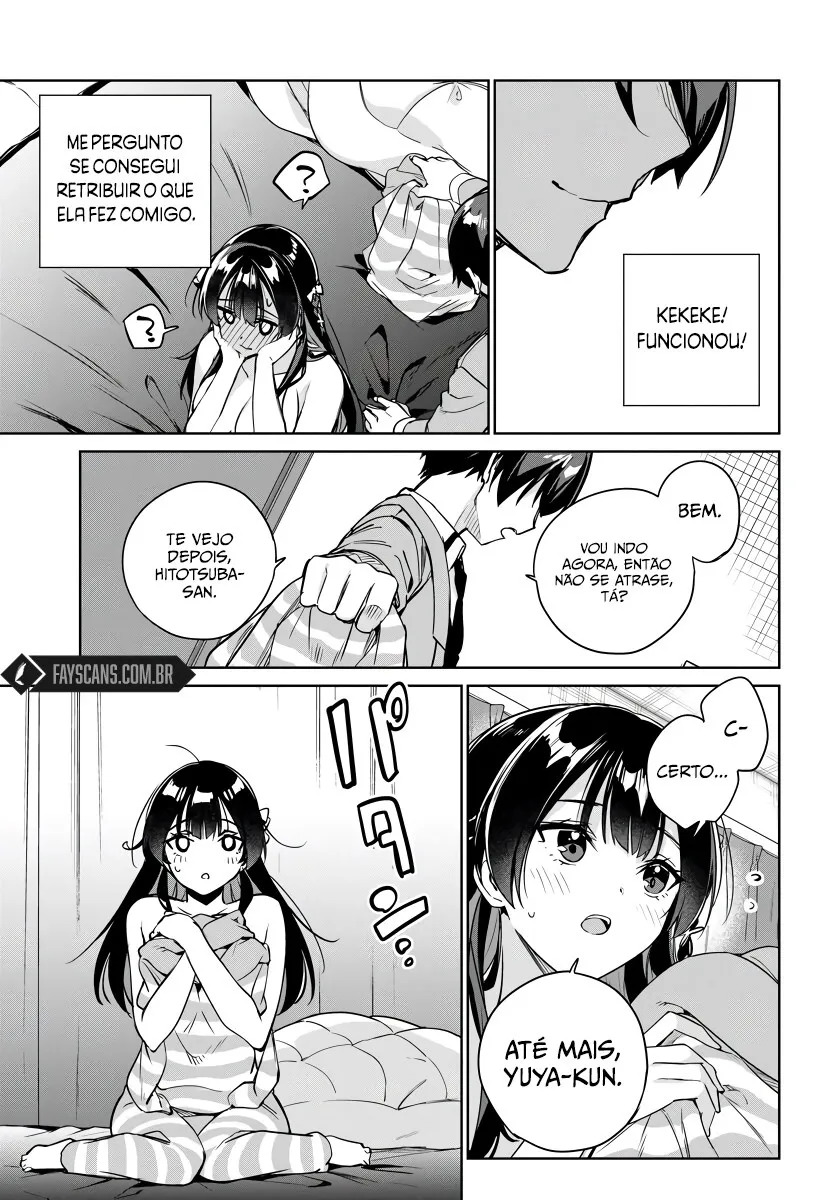 KEKEKE!
FUNCIONOU!
ME PERGUNTO
SE CONSEGUI
RETRIBUIR O QUE
ELA FEZ COMIGO.
?
?
BEM.
VOU INDO
AGORA, ENTÃO
NÃO SE ATRASE,
TÁ?
TE VEJO
DEPOIS,
HITOTSUBA-
SAN.
FAYSCANS.COM.BR
C-
CERTO...
ATÉ MAIS,
YUYA-KUN.
パタン